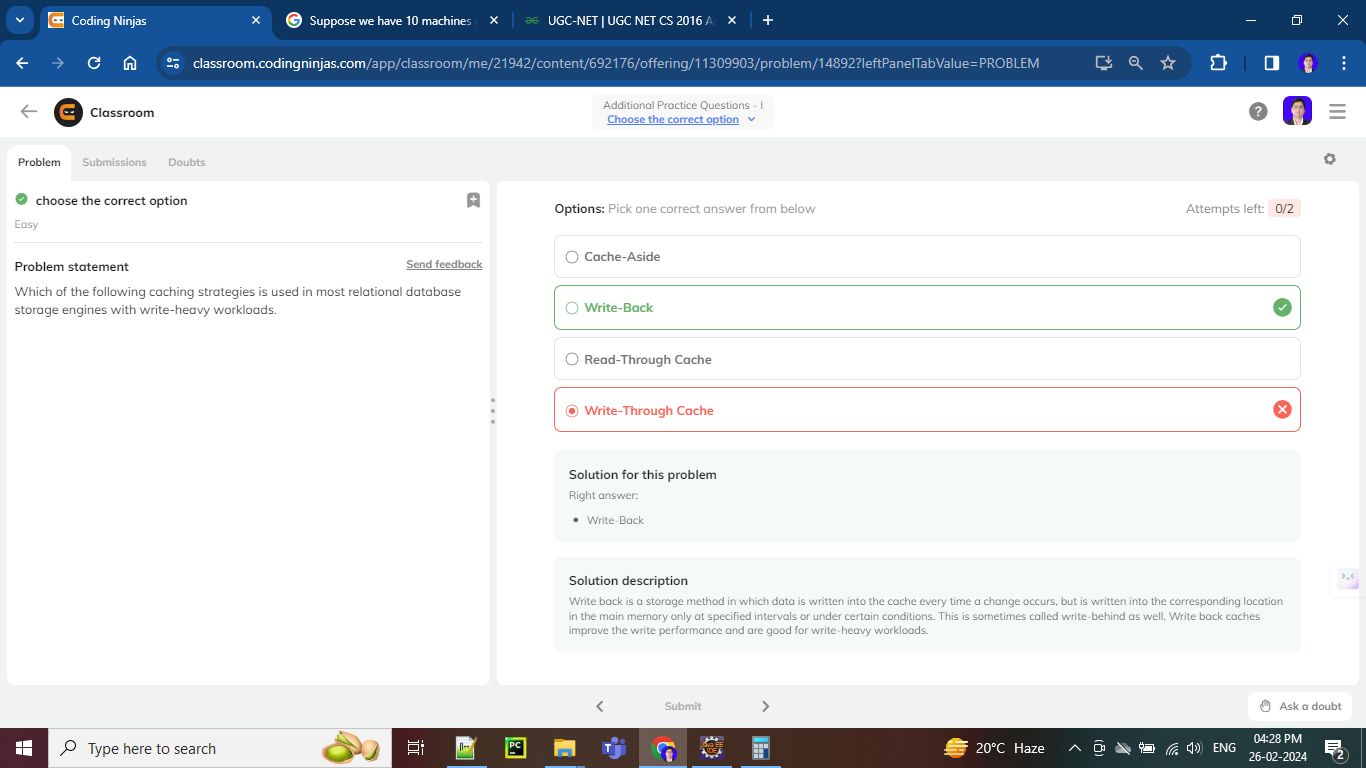 Coding Ninjas
Suppose we have 10 machines
UGC-NET | UGC NET CS 2016 A
classroom.codingninjas.com/app/classroom/me/21942/content/692176/offering/11309903/problem/14892?leftPanelTabValue=PROBLEM
Classroom
Additional Practice Questions - I
Choose the correct option
Problem
Submissions
Doubts
choose the correct option
Easy
Problem statement
Send feedback
Which of the following caching strategies is used in most relational database
storage engines with write-heavy workloads.
Options: Pick one correct answer from below
Attempts left: 0/2
Cache-Aside
Write-Back
Read-Through Cache
Write-Through Cache
Solution for this problem
Right answer:
Write-Back
Solution description
Write back is a storage method in which data is written into the cache every time a change occurs, but is written into the corresponding location
in the main memory only at specified intervals or under certain conditions. This is sometimes called write-behind as well. Write back caches
improve the write performance and are good for write-heavy workloads.
Submit
Ask a doubt
Type here to search
PC
20°C Haze
ENG
04:28 PM
26-02-2024
2